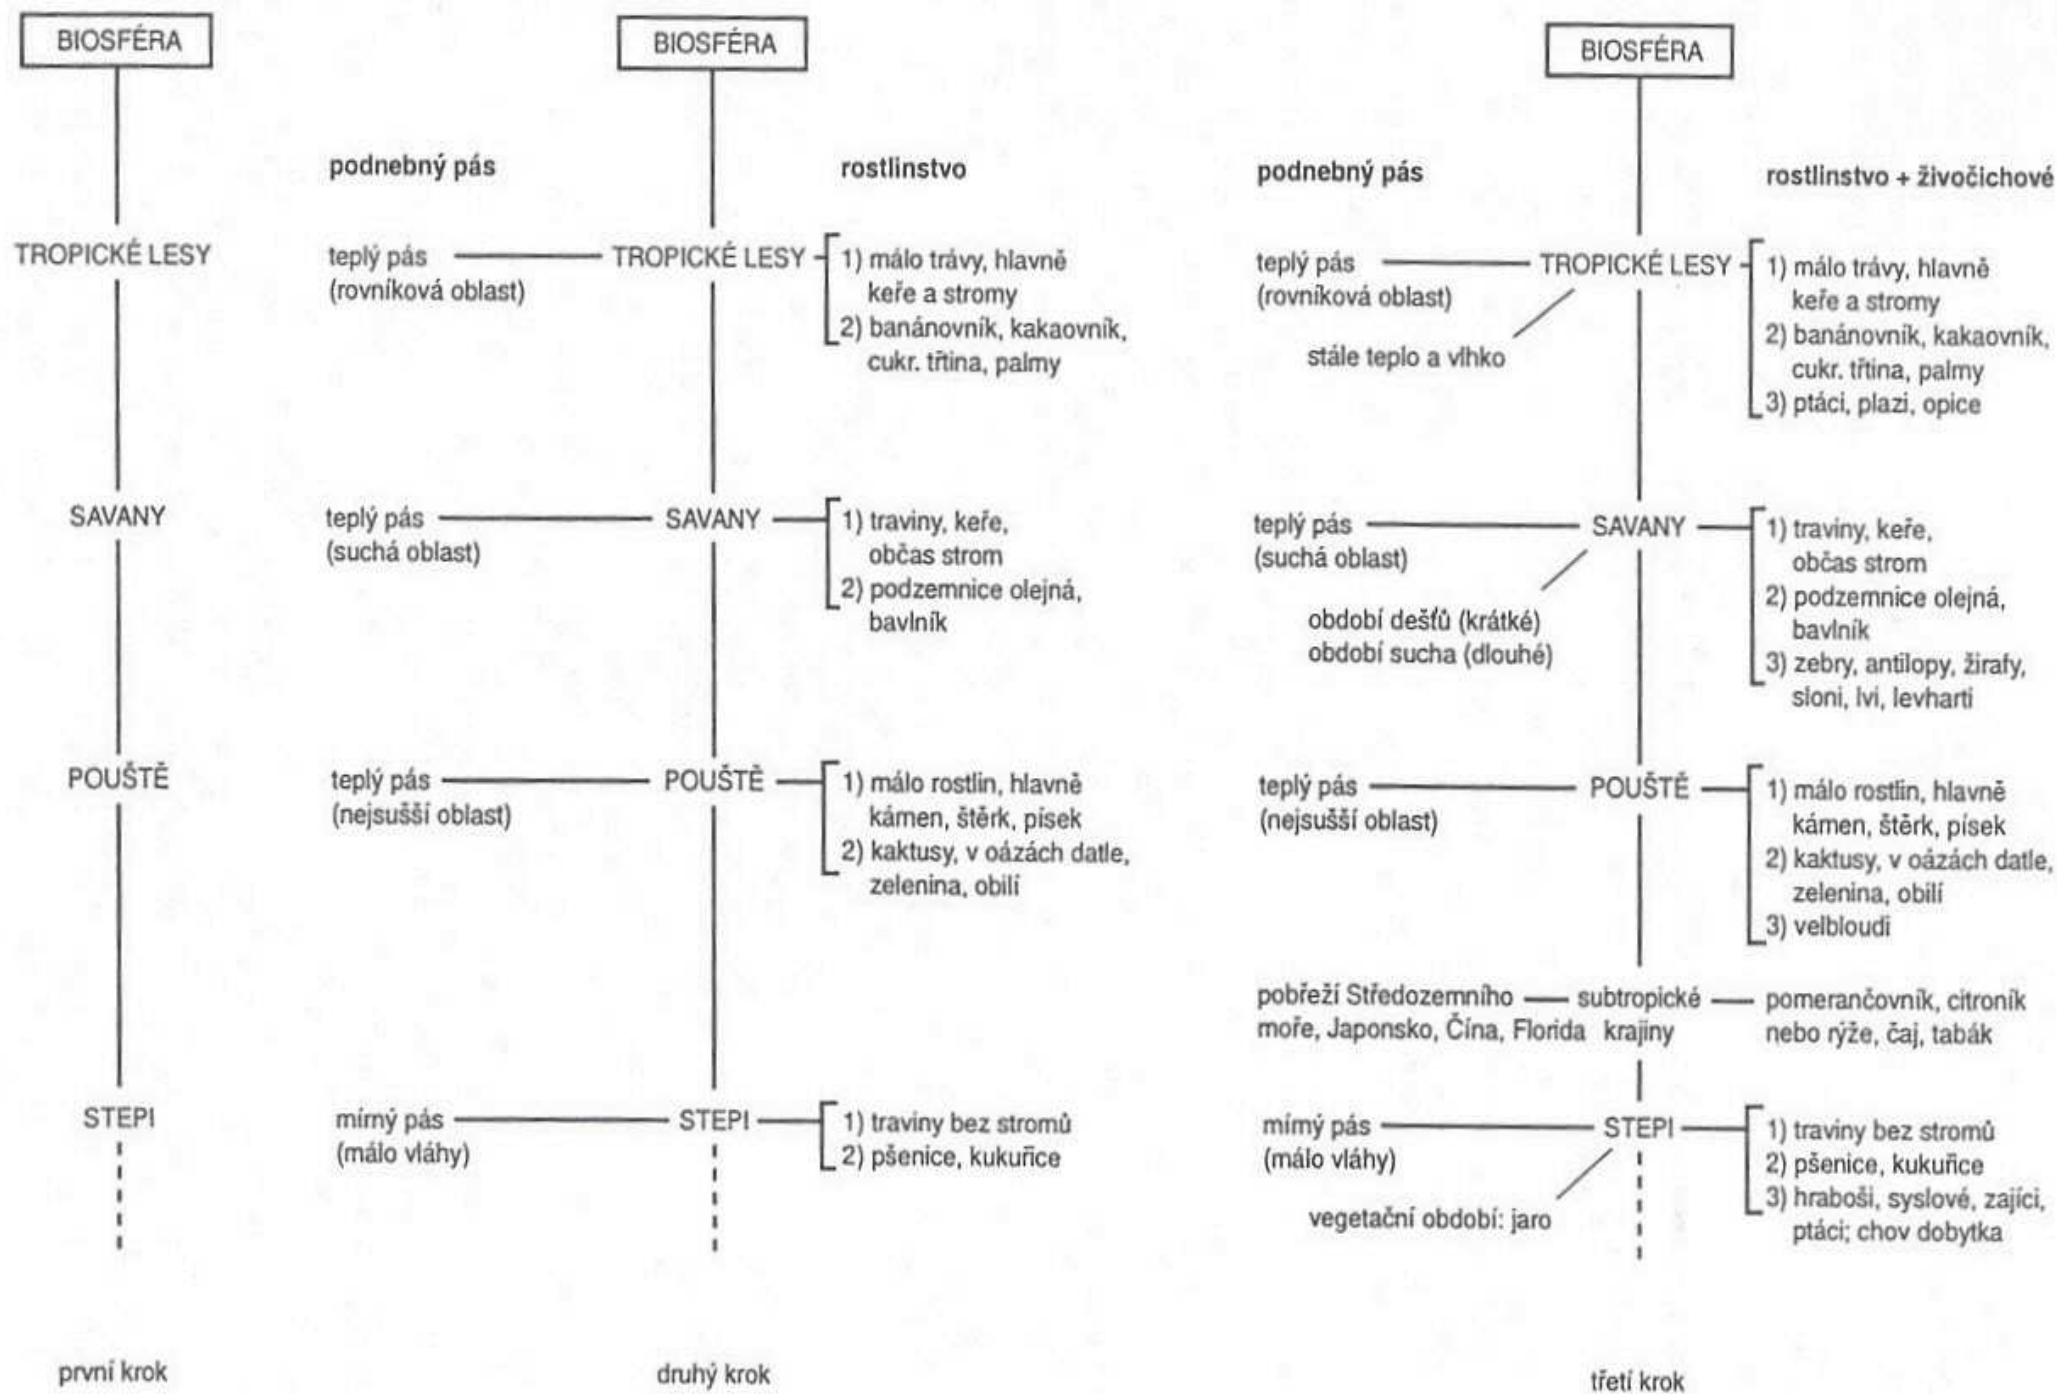 BIOSFÉRA
TROPICKÉ LESY
SAVANY
POUŠTĚ
STEPI
první krok
BIOSFÉRA
podnebný pás
rostlinstvo
teplý pás
(rovníková oblast)
TROPICKÉ LESY
1) málo trávy, hlavně
keře a stromy
2) banánovník, kakaovník,
cukr. třtina, palmy
teplý pás
(suchá oblast)
SAVANY
1) traviny, keře,
občas strom
2) podzemnice olejná,
bavlník
teplý pás
(nejsušší oblast)
POUŠTĚ
1) málo rostlin, hlavně
kámen, štěrk, písek
2) kaktusy, v oázách datle,
zelenina, obilí
mírný pás
(málo vláhy)
STEPI
1) traviny bez stromů
2) pšenice, kukuřice
druhý krok
BIOSFÉRA
podnebný pás
rostlinstvo + živočichové
teplý pás
(rovníková oblast)
TROPICKÉ LESY
stále teplo a vlhko
1) málo trávy, hlavně
keře a stromy
2) banánovník, kakaovník,
cukr. třtina, palmy
3) ptáci, plazi, opice
teplý pás
(suchá oblast)
SAVANY
období dešťů (krátké)
období sucha (dlouhé)
1) traviny, keře,
občas strom
2) podzemnice olejná,
bavlník
3) zebry, antilopy, žirafy,
sloni, lvi, levharti
teplý pás
(nejsušší oblast)
POUŠTĚ
1) málo rostlin, hlavně
kámen, štěrk, písek
2) kaktusy, v oázách datle,
zelenina, obilí
3) velbloudi
pobřeží Středozemního
moře, Japonsko, Čína, Florida
subtropické
krajiny
pomerančovník, citroník
nebo rýže, čaj, tabák
mírný pás
(málo vláhy)
STEPI
vegetační období: jaro
1) traviny bez stromů
2) pšenice, kukuřice
3) hraboši, syslové, zajíci,
ptáci; chov dobytka
třetí krok